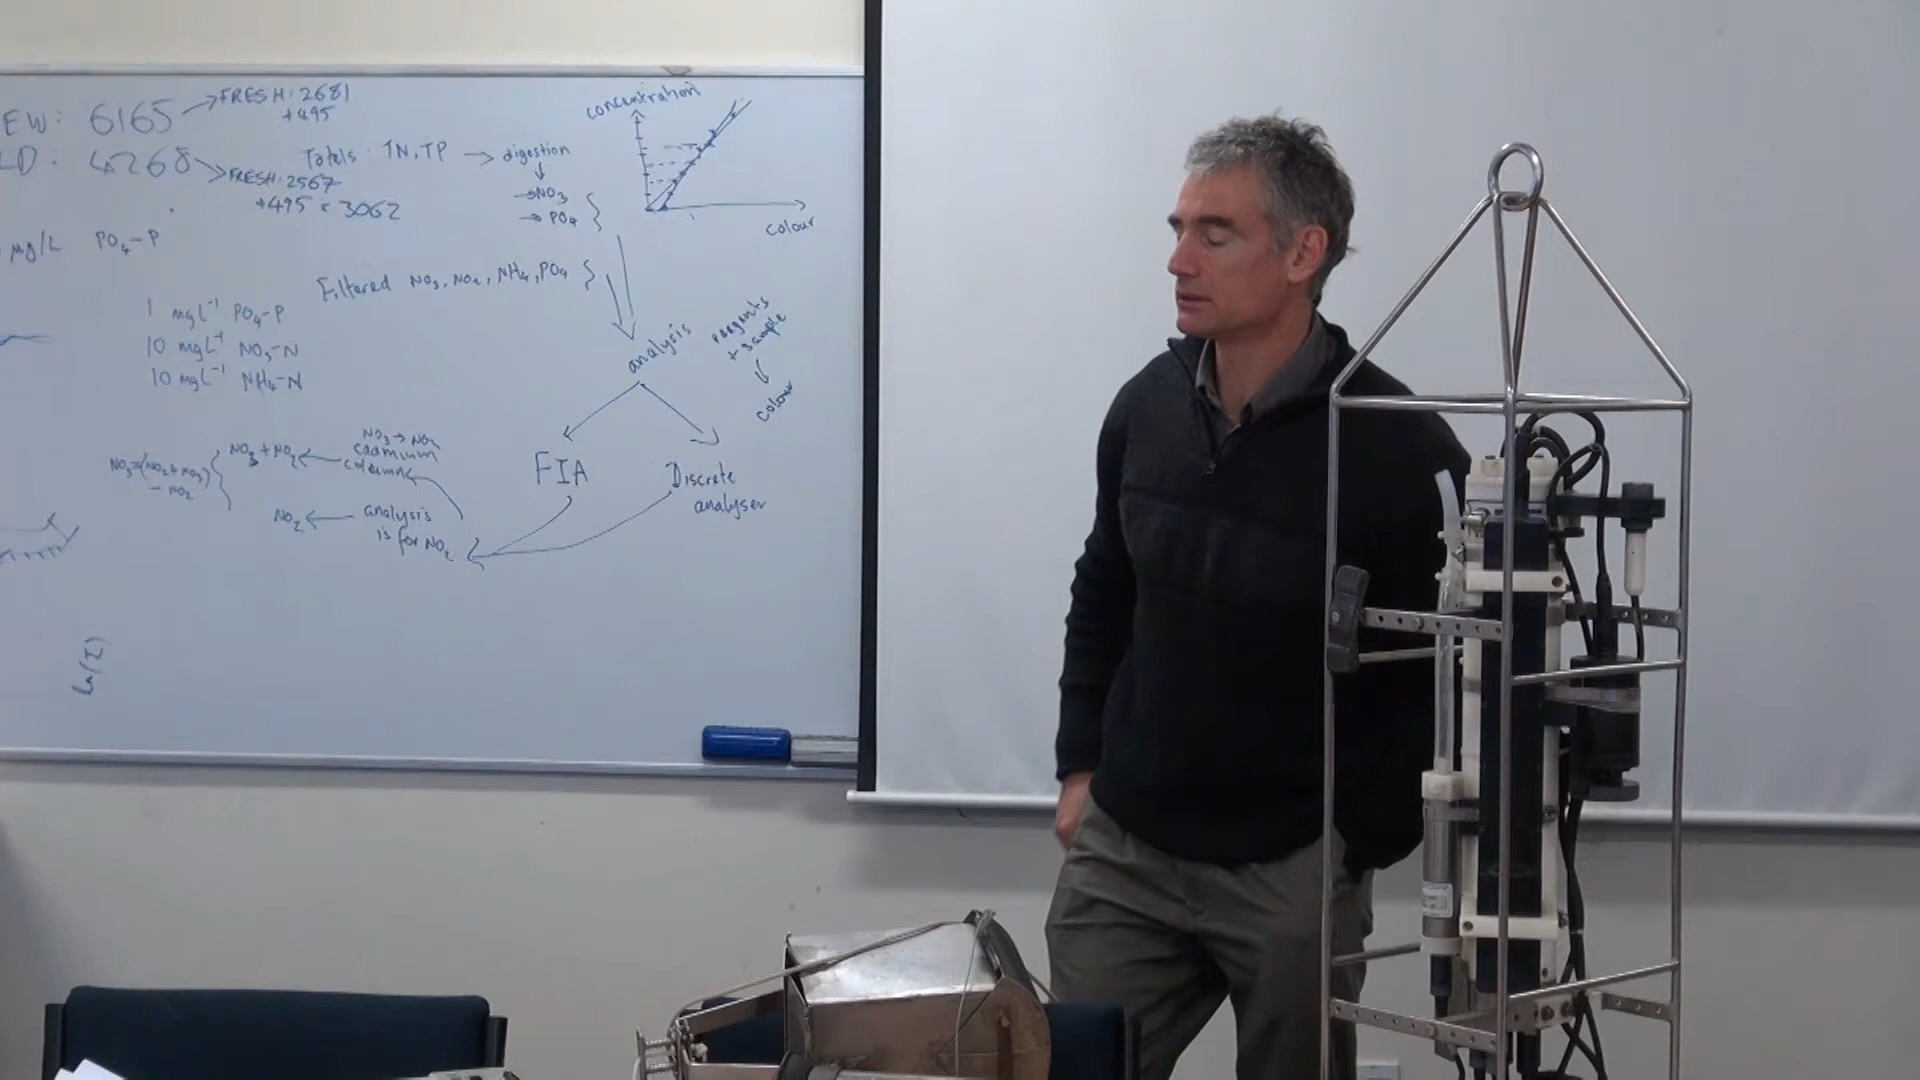 EW: 6165
FRESH: 2681
+495
LD: 4268
FRESH: 2567
+495 = 3062
Totals: TN, TP → digestion
→ NO3
→ PO4
concentration
colour
mg/L PO4-P
Filtered NO3, NO2, NH4, PO4
1 mgL⁻¹ PO4-P
10 mgL⁻¹ NO3-N
10 mgL⁻¹ NH4-N
analysis
reagents
+ sample
colour
FIA
Discrete
analyser
NO3 → NO2
cadmium
column
NO3 + NO2
NO3=(NO2+NO3)
- NO2
analysis
is for NO2
NO2
Ln(I)